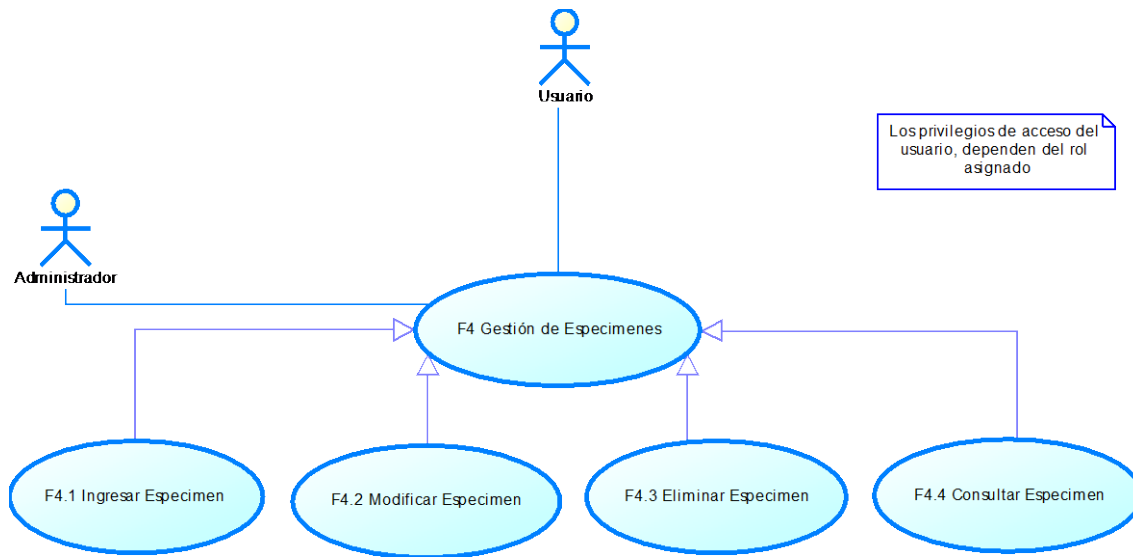 Usuario
Los privilegios de acceso del
usuario, dependen del rol
asignado
Administrador
F4 Gestión de Especimenes
F4.1 Ingresar Especimen
F4.2 Modificar Especimen
F4.3 Eliminar Especimen
F4.4 Consultar Especimen